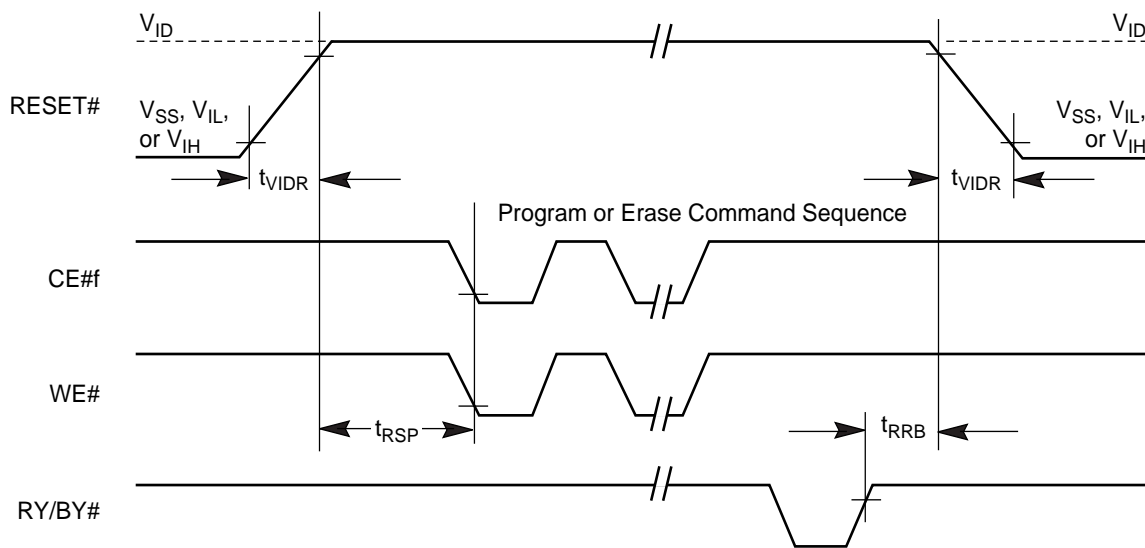 V_ID V_ID
RESET#
V_SS, V_IL,
or V_IH
V_SS, V_IL,
or V_IH
t_VIDR t_VIDR
Program or Erase Command Sequence
CE#f
WE#
t_RSP t_RRB
RY/BY#